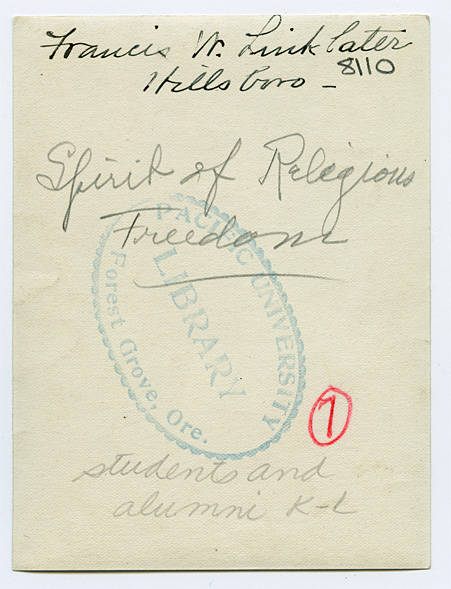 Francis W. Linklater
8110
Hillsboro -
Spirit of Religious
Freedom
PACIFIC UNIVERSITY
LIBRARY
Forest Grove, Ore.
7
students and
alumni K-L